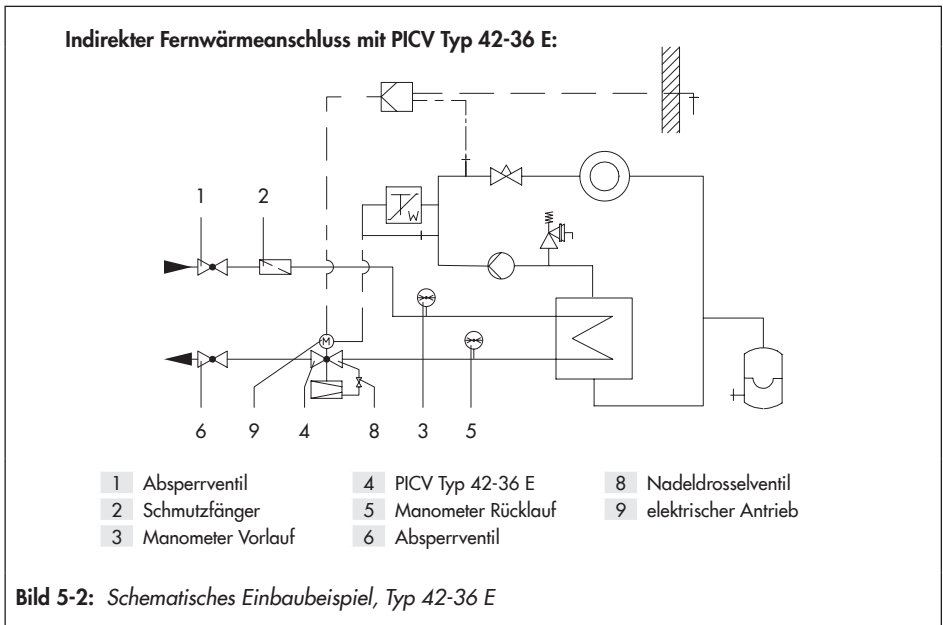 Indirekter Fernwärmeanschluss mit PICV Typ 42-36 E:
W
1 2
M
6 9 4 8 3 5
1 Absperrventil
2 Schmutzfänger
3 Manometer Vorlauf
4 PICV Typ 42-36 E
5 Manometer Rücklauf
6 Absperrventil
8 Nadeldrosselventil
9 elektrischer Antrieb
Bild 5-2: Schematisches Einbaubeispiel, Typ 42-36 E